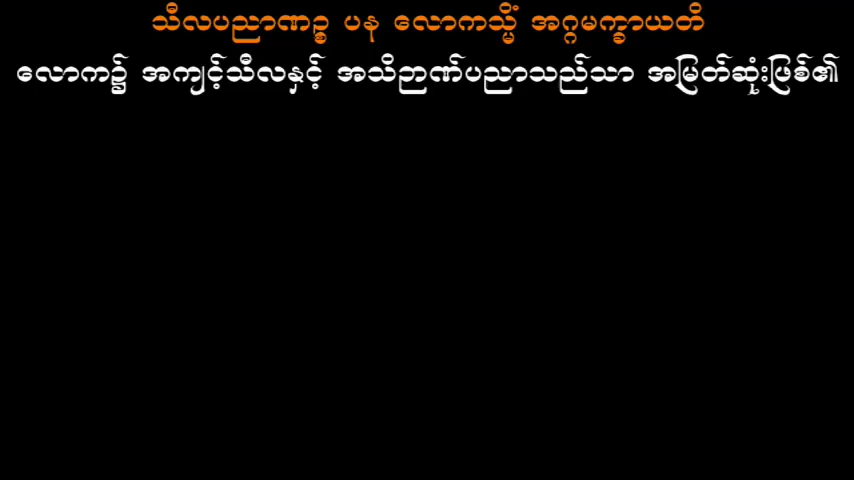 သီလပညာဏဉ္စ ပန လောကသ္မိံ အဂ္ဂမက္ခာယတိ
လောက၌ အကျင့်သီလနှင့် အသိဉာဏ်ပညာသည်သာ အမြတ်ဆုံးဖြစ်၏